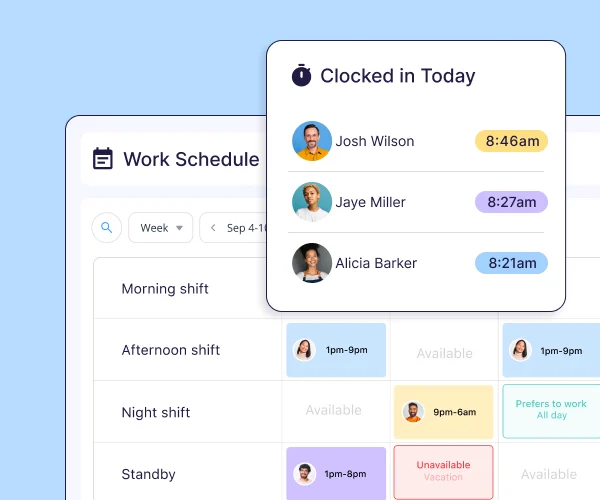 Clocked in Today
Josh Wilson
8:46am
Jaye Miller
8:27am
Alicia Barker
8:21am
Work Schedule
Week
Sep 4-10
Morning shift
Afternoon shift
1pm-9pm
Available
1pm-9pm
Night shift
Available
9pm-6am
Prefers to work
All day
Standby
1pm-8pm
Unavailable
Vacation
Available